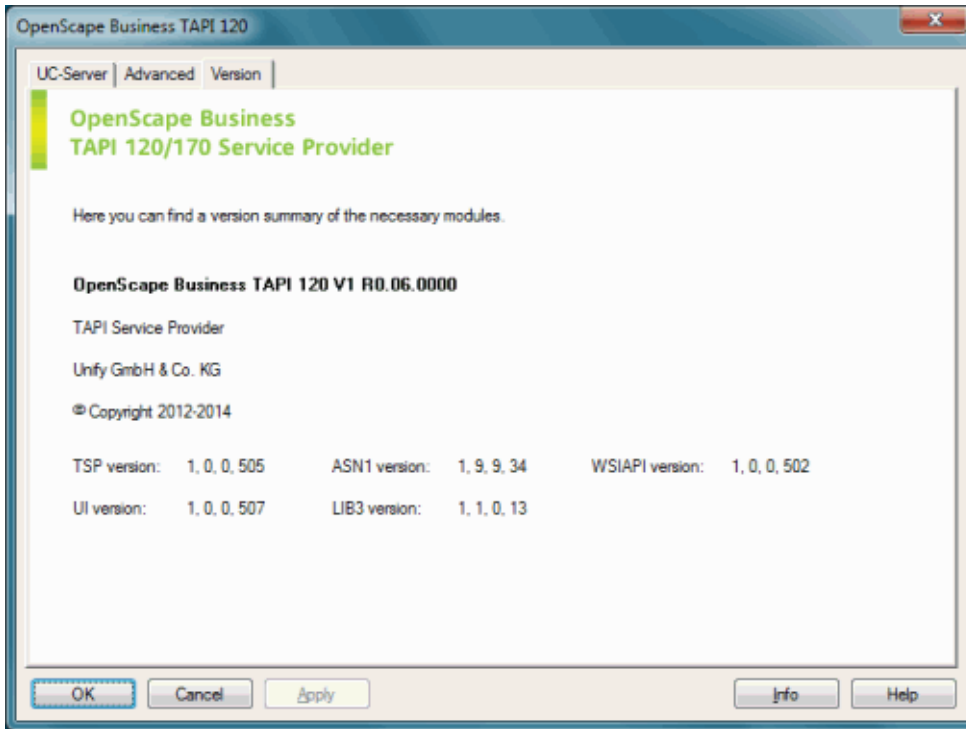 OpenScape Business TAPI 120
UC-Server Advanced Version
OpenScape Business
TAPI 120/170 Service Provider
Here you can find a version summary of the necessary modules.
OpenScape Business TAPI 120 V1 R0.06.0000
TAPI Service Provider
Unify GmbH & Co. KG
© Copyright 2012-2014
TSP version: 1, 0, 0, 505 ASN1 version: 1, 9, 9, 34 WSIAPI version: 1, 0, 0, 502
UI version: 1, 0, 0, 507 LIB3 version: 1, 1, 0, 13
OK Cancel Apply Info Help